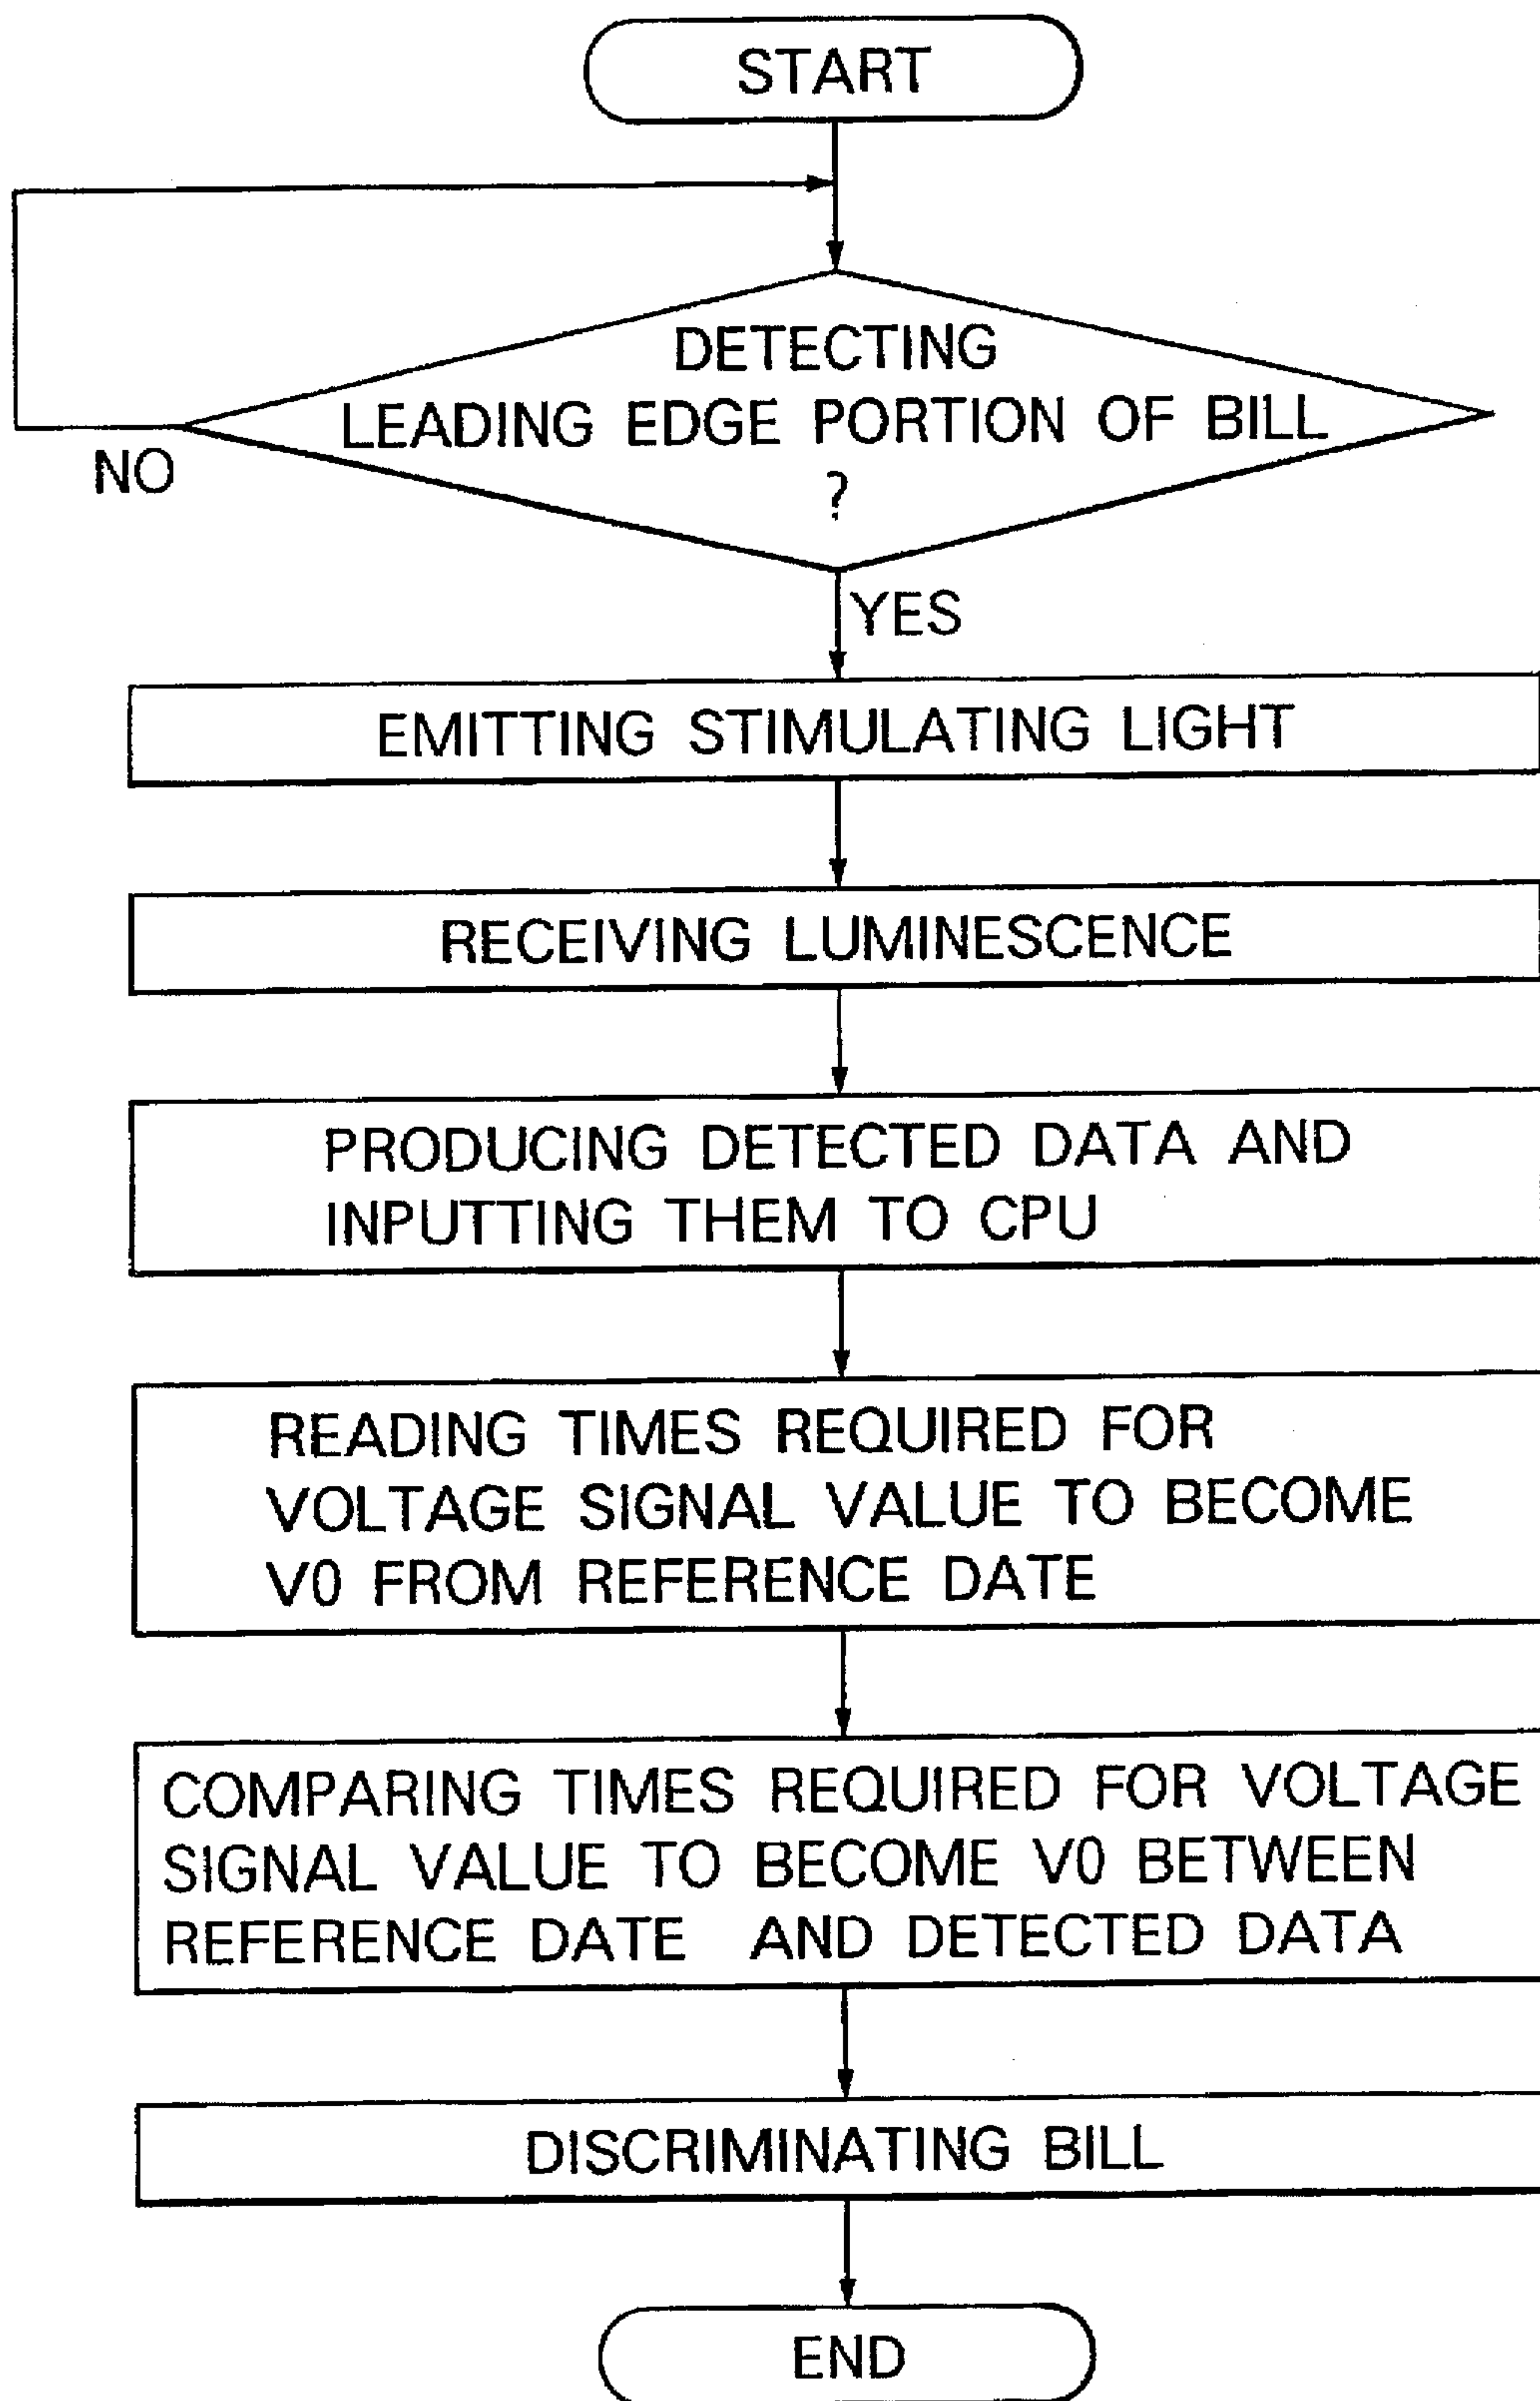 START
DETECTING
LEADING EDGE PORTION OF BILL
?
NO
YES
EMITTING STIMULATING LIGHT
RECEIVING LUMINESCENCE
PRODUCING DETECTED DATA AND
INPUTTING THEM TO CPU
READING TIMES REQUIRED FOR
VOLTAGE SIGNAL VALUE TO BECOME
V0 FROM REFERENCE DATE
COMPARING TIMES REQUIRED FOR VOLTAGE
SIGNAL VALUE TO BECOME V0 BETWEEN
REFERENCE DATE AND DETECTED DATA
DISCRIMINATING BILL
END